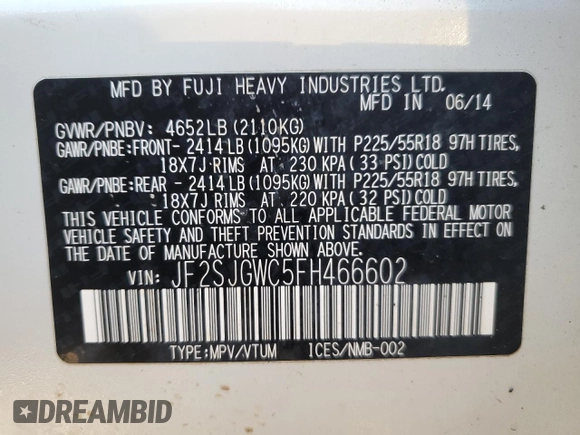 MFD BY FUJI HEAVY INDUSTRIES LTD.
MFD IN 06/14
GVWR/PNBV: 4652LB(2110KG)
GAWR/PNBE:FRONT- 2414LB(1095KG)WITH P225/55R18 97H TIRES,
18X7J RIMS AT 230 KPA(33 PSI)COLD
GAWR/PNBE:REAR - 2414LB(1095KG)WITH P225/55R18 97H TIRES,
18X7J RIMS AT 220 KPA(32 PSI)COLD
THIS VEHICLE CONFORMS TO ALL APPLICABLE FEDERAL MOTOR
VEHICLE SAFETY AND THEFT PREVENTION STANDARDS IN EFFECT ON
THE DATE OF MANUFACTURE SHOWN ABOVE.
VIN: JF2SJGWC5FH466602
TYPE:MPV/VTUM ICES/NMB-002
DREAMBID